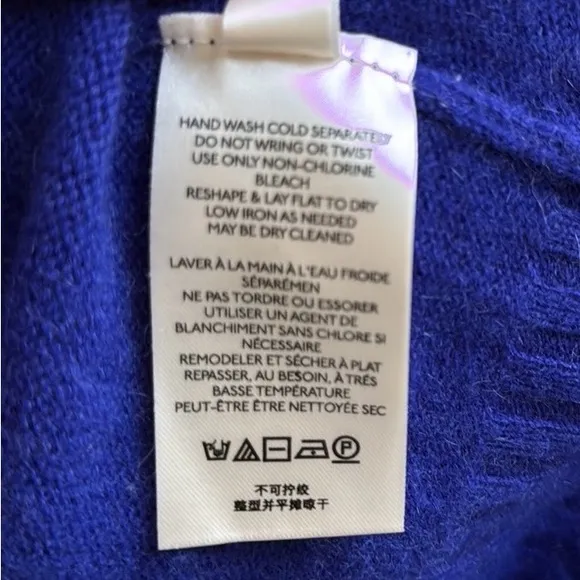 HAND WASH COLD SEPARATELY
DO NOT WRING OR TWIST
USE ONLY NON-CHLORINE
BLEACH
RESHAPE & LAY FLAT TO DRY
LOW IRON AS NEEDED
MAY BE DRY CLEANED
LAVER À LA MAIN À L'EAU FROIDE
SÉPARÉMEN
NE PAS TORDRE OU ESSORER
UTILISER UN AGENT DE
BLANCHIMENT SANS CHLORE SI
NÉCESSAIRE
REMODELER ET SÉCHER À PLAT
REPASSER, AU BESOIN, À TRÉS
BASSE TEMPÉRATURE
PEUT-ÊTRE ÊTRE NETTOYÉE SEC
P
不可拧绞
整型并平摊晾干